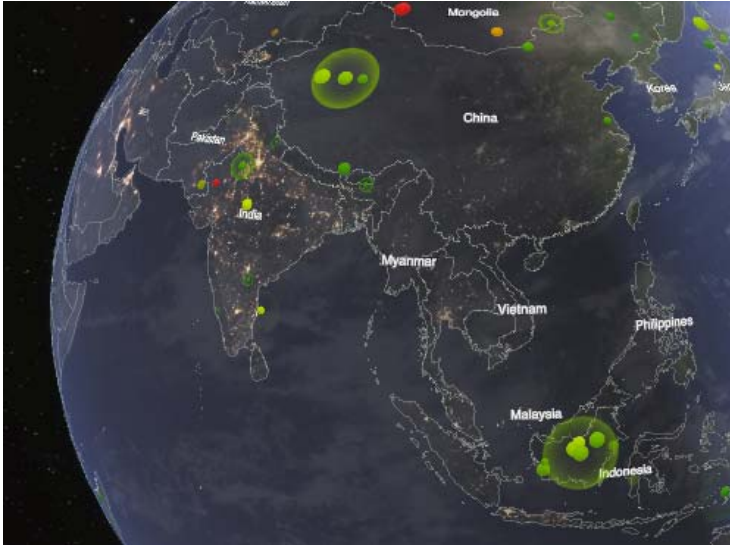 Mongolia
Korea
China
Pakistan
India
Myanmar
Vietnam
Philippines
Malaysia
Indonesia